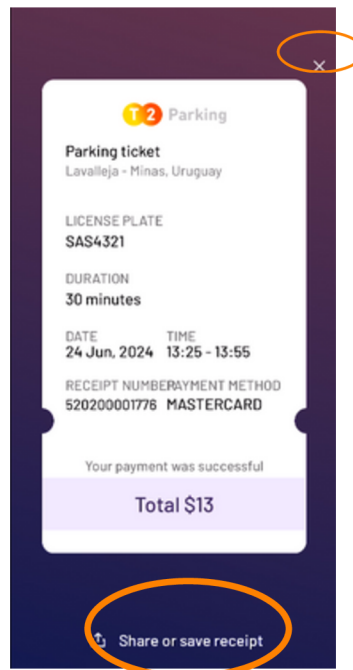 T2 Parking
Parking ticket
Lavalleja - Minas, Uruguay
LICENSE PLATE
SAS4321
DURATION
30 minutes
DATE TIME
24 Jun, 2024 13:25 - 13:55
RECEIPT NUMBER PAYMENT METHOD
520200001776 MASTERCARD
Your payment was successful
Total $13
Share or save receipt